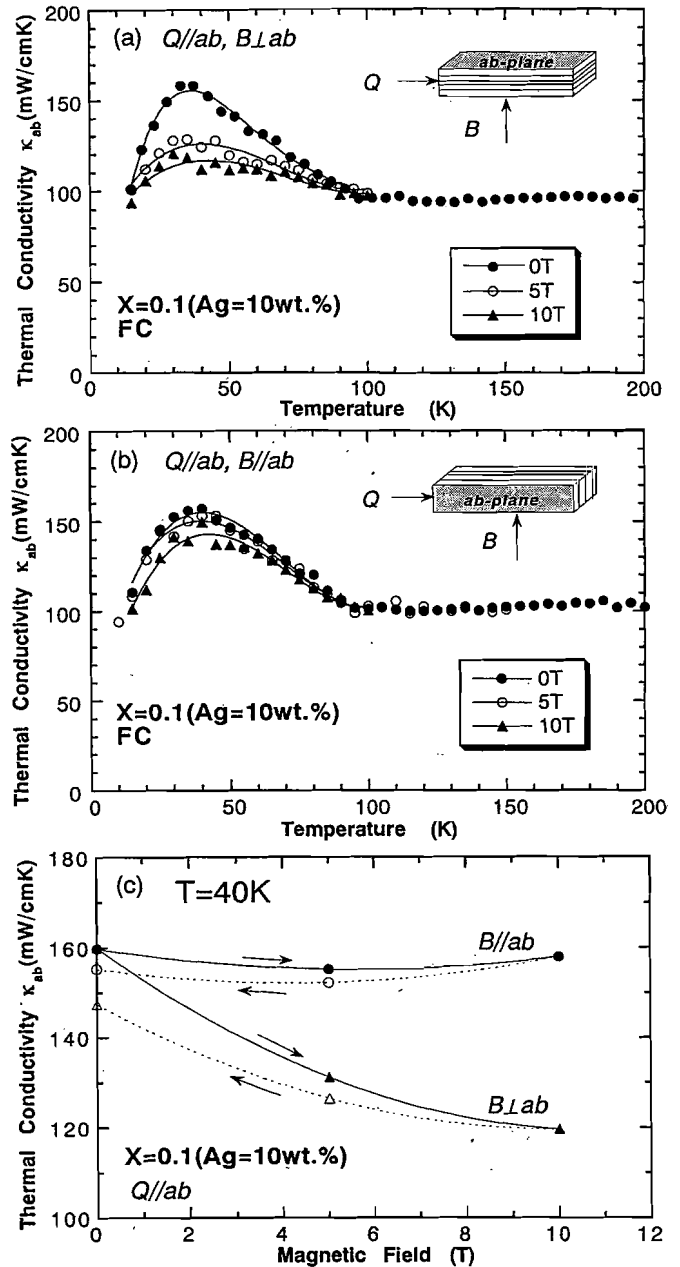 200
(a) Q//ab, B⊥ab
ab-plane
Q
B
150
100
50
0
Thermal Conductivity κab(mW/cmK)
0T
5T
10T
X=0.1(Ag=10wt.%)
FC
0 50 100 150 200
Temperature (K)
200
(b) Q//ab, B//ab
ab-plane
Q
B
150
100
50
0
Thermal Conductivity κab(mW/cmK)
0T
5T
10T
X=0.1(Ag=10wt.%)
FC
0 50 100 150 200
Temperature (K)
180
(c) T=40K
160
140
120
100
Thermal Conductivity κab(mW/cmK)
B//ab
B⊥ab
X=0.1(Ag=10wt.%)
Q//ab
0 2 4 6 8 10 12
Magnetic Field (T)